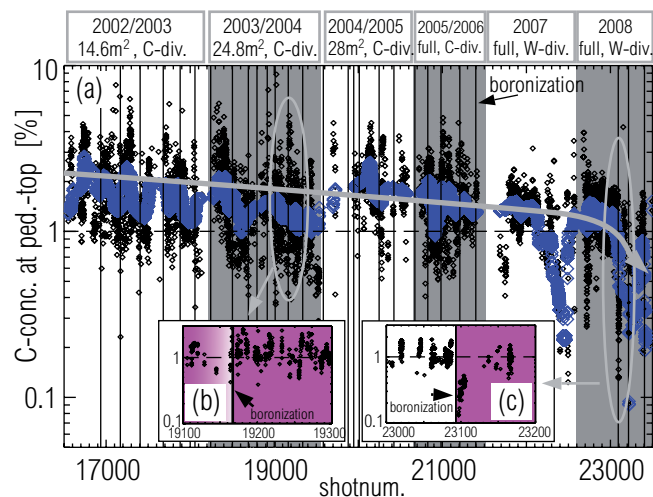 2002/2003 2003/2004 2004/2005 2005/2006 2007 2008
14.6m², C-div. 24.8m², C-div. 28m², C-div. full, C-div. full, W-div. full, W-div.
10
(a)
boronization
C-conc. at ped.-top [%]
1
0.1
1
(b)
boronization
0.1
19100 19200 19300
1
(c)
boronization
0.1
23000 23100 23200
17000 19000 21000 23000
shotnum.